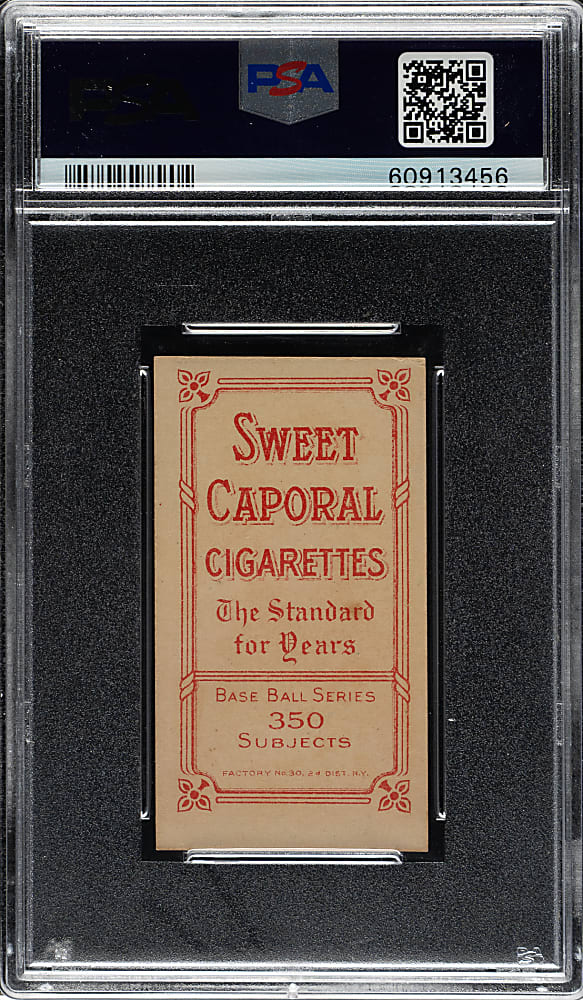 PSA
60913456
SWEET
CAPORAL
CIGARETTES
The Standard
for Years
BASE BALL SERIES
350
SUBJECTS
FACTORY No. 30, 2d DIST. N.Y.